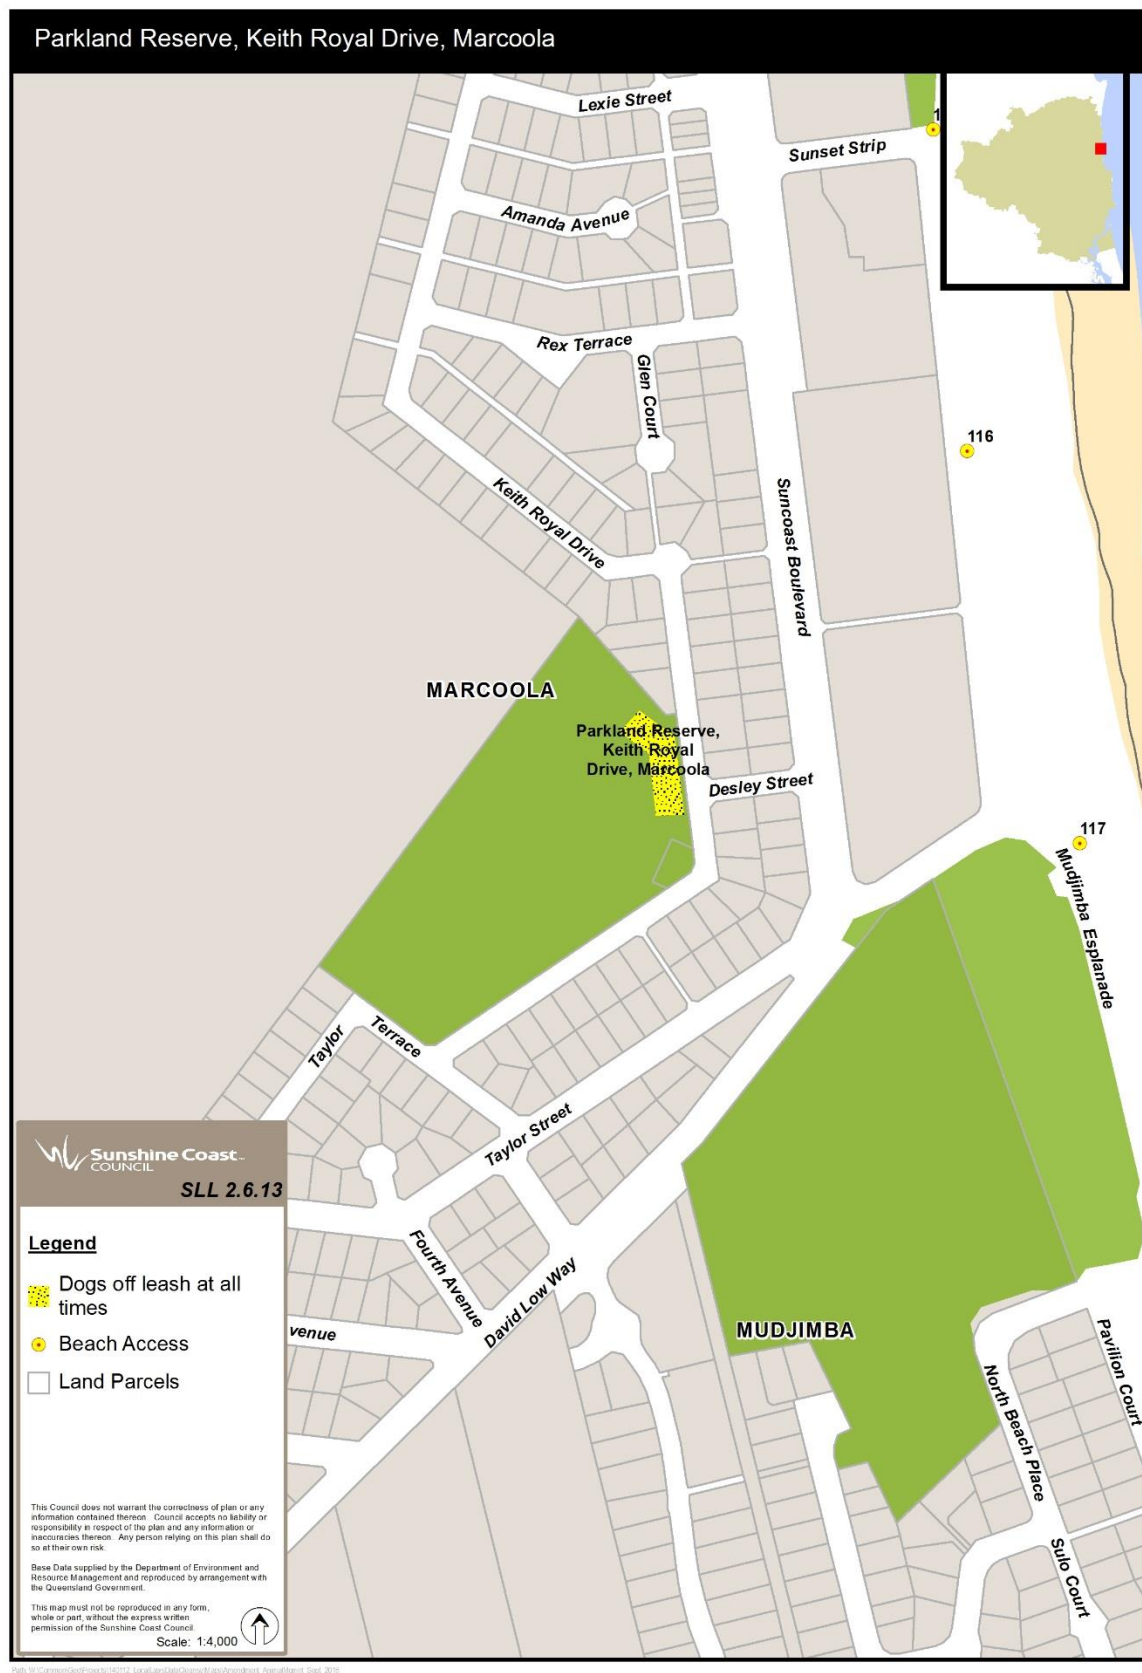 Parkland Reserve, Keith Royal Drive, Marcoola
Lexie Street
1
Sunset Strip
Amanda Avenue
Rex Terrace
Glen Court
116
Keith Royal Drive
Suncoast Boulevard
MARCOOLA
Parkland Reserve,
Keith Royal
Drive, Marcoola
Desley Street
117
Mudjimba Esplanade
Taylor
Terrace
Taylor Street
Fourth Avenue
David Low Way
venue
MUDJIMBA
Pavilion Court
North Beach Place
Sulo Court
Sunshine Coast
COUNCIL
SLL 2.6.13
Legend
Dogs off leash at all
times
Beach Access
Land Parcels
This Council does not warrant the correctness of plan or any
information contained thereon. Council accepts no liability or
responsibility in respect of the plan and any information or
inaccuracies thereon. Any person relying on this plan shall do
so at their own risk.
Base Data supplied by the Department of Environment and
Resource Management and reproduced by arrangement with
the Queensland Government.
This map must not be reproduced in any form,
whole or part, without the express written
permission of the Sunshine Coast Council.
Scale: 1:4,000